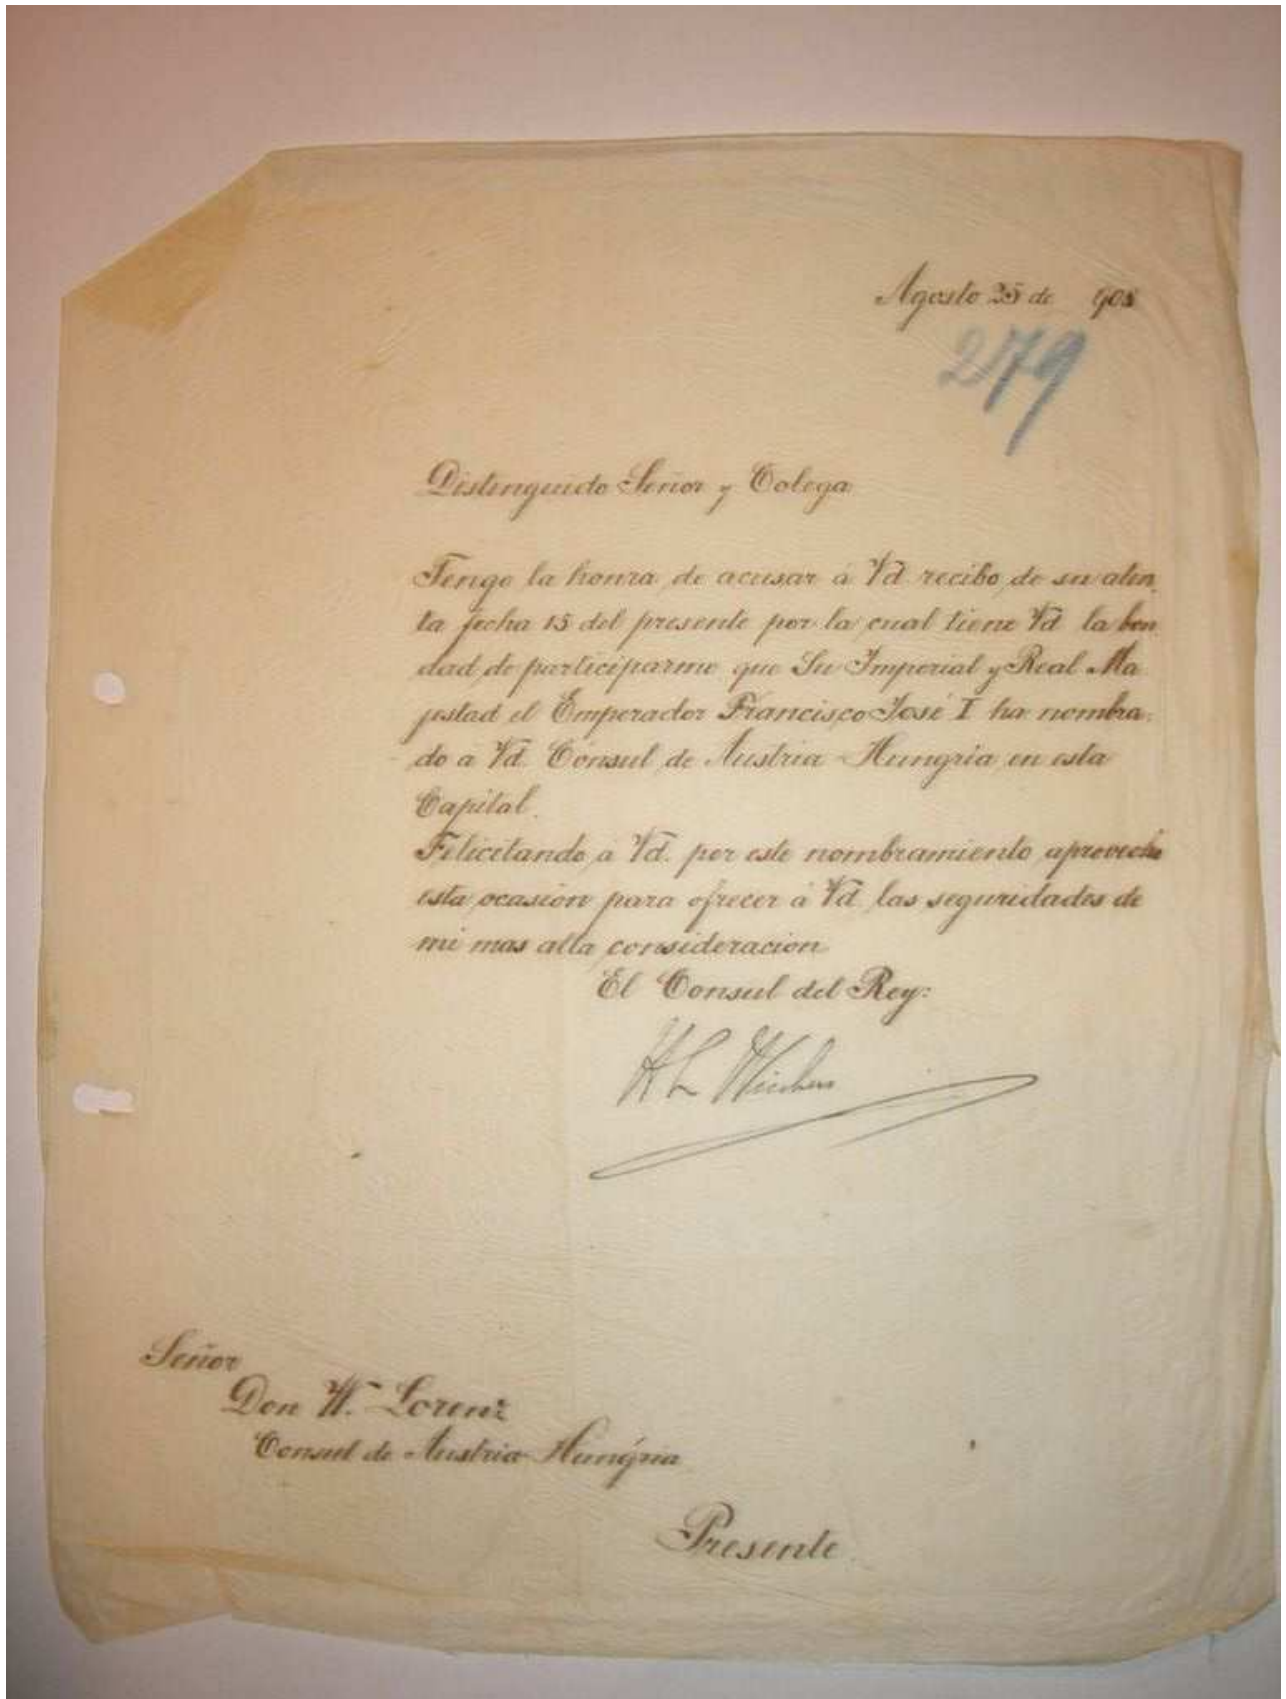 Agosto 25 de 908
279
Distinguido Señor y Colega
Tengo la honra de acusar á Vd recibo de su aten
ta fecha 15 del presente por la cual tiene Vd la bon
dad de participarme que Su Imperial y Real Ma
jestad el Emperador Francisco José I ha nombra
do a Vd. Cónsul de Austria-Hungria en esta
Capital.
Felicitando a Vd. por este nombramiento aprovecho
esta ocasión para ofrecer á Vd las seguridades de
mi mas alta consideracion
El Consul del Rey:
H L
Señor
Don W. Lorenz
Consul de Austria-Hungria
Presente